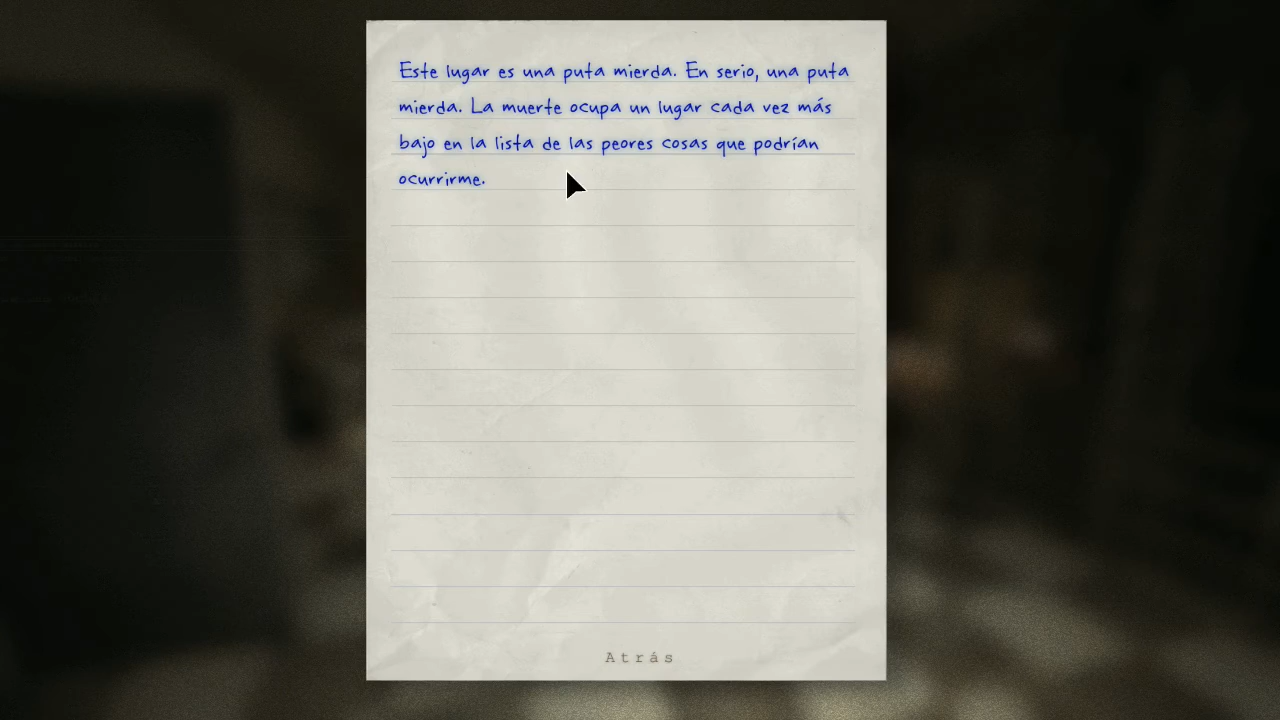 Este lugar es una puta mierda. En serio, una puta
mierda. La muerte ocupa un lugar cada vez más
bajo en la lista de las peores cosas que podrían
ocurrirme.
Atrás